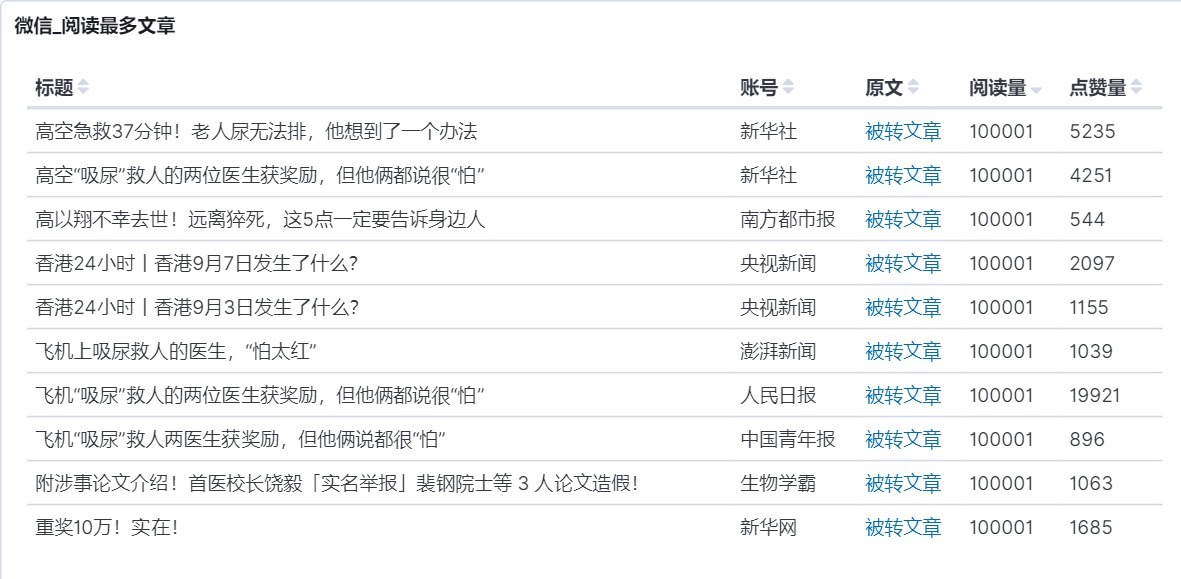 微信_阅读最多文章
标题 账号 原文 阅读量 点赞量
高空急救37分钟！老人尿无法排，他想到了一个办法 新华社 被转文章 100001 5235
高空“吸尿”救人的两位医生获奖励，但他俩都说很“怕” 新华社 被转文章 100001 4251
高以翔不幸去世！远离猝死，这5点一定要告诉身边人 南方都市报 被转文章 100001 544
香港24小时丨香港9月7日发生了什么？ 央视新闻 被转文章 100001 2097
香港24小时丨香港9月3日发生了什么？ 央视新闻 被转文章 100001 1155
飞机上吸尿救人的医生，“怕太红” 澎湃新闻 被转文章 100001 1039
飞机“吸尿”救人的两位医生获奖励，但他俩都说很“怕” 人民日报 被转文章 100001 19921
飞机“吸尿”救人两医生获奖励，但他俩说都很“怕” 中国青年报 被转文章 100001 896
附涉事论文介绍！首医校长饶毅「实名举报」裴钢院士等 3 人论文造假！ 生物学霸 被转文章 100001 1063
重奖10万！实在！ 新华网 被转文章 100001 1685